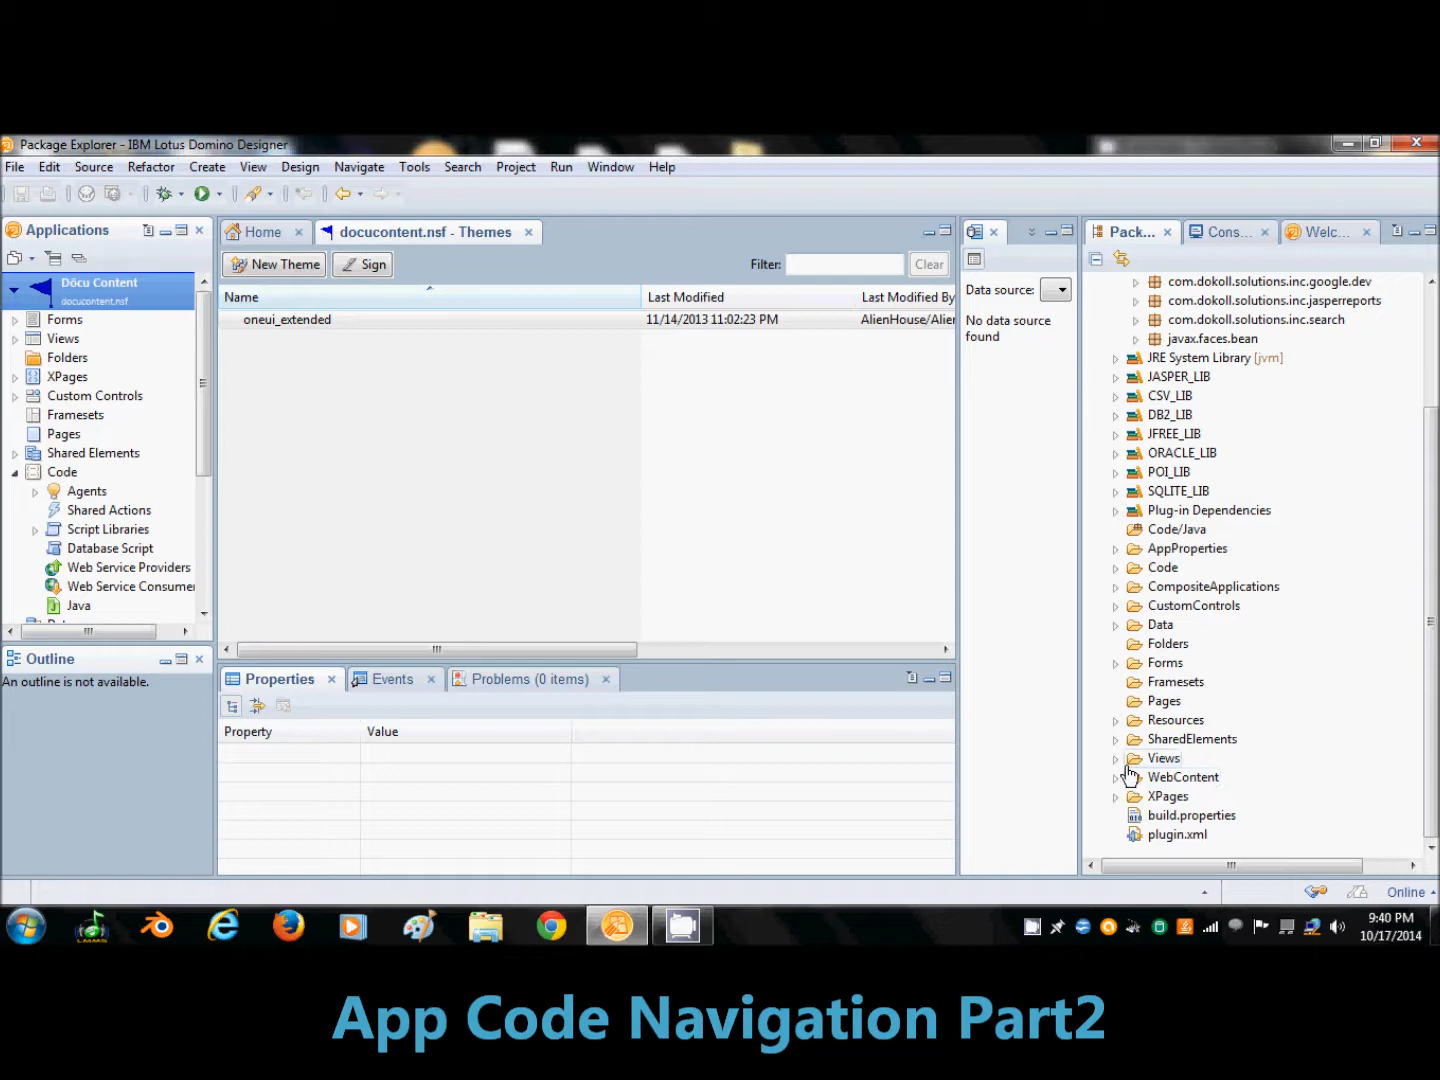 Package Explorer - IBM Lotus Domino Designer
File Edit Source Refactor Create View Design Navigate Tools Search Project Run Window Help
Applications
Döcu Content
docucontent.nsf
Forms
Views
Folders
XPages
Custom Controls
Framesets
Pages
Shared Elements
Code
Agents
Shared Actions
Script Libraries
Database Script
Web Service Providers
Web Service Consume
Java
Outline
An outline is not available.
Home
docucontent.nsf - Themes
New Theme
Sign
Filter:
Clear
Name Last Modified Last Modified By
oneui_extended 11/14/2013 11:02:23 PM AlienHouse/Alien
Properties
Events
Problems (0 items)
Property Value
Data source:
No data source
found
Pack...
Cons...
Welc...
com.dokoll.solutions.inc.google.dev
com.dokoll.solutions.inc.jasperreports
com.dokoll.solutions.inc.search
javax.faces.bean
JRE System Library [jvm]
JASPER_LIB
CSV_LIB
DB2_LIB
JFREE_LIB
ORACLE_LIB
POI_LIB
SQLITE_LIB
Plug-in Dependencies
Code/Java
AppProperties
Code
CompositeApplications
CustomControls
Data
Folders
Forms
Framesets
Pages
Resources
SharedElements
Views
WebContent
XPages
build.properties
plugin.xml
Online
LMMS
9:40 PM
10/17/2014
App Code Navigation Part2